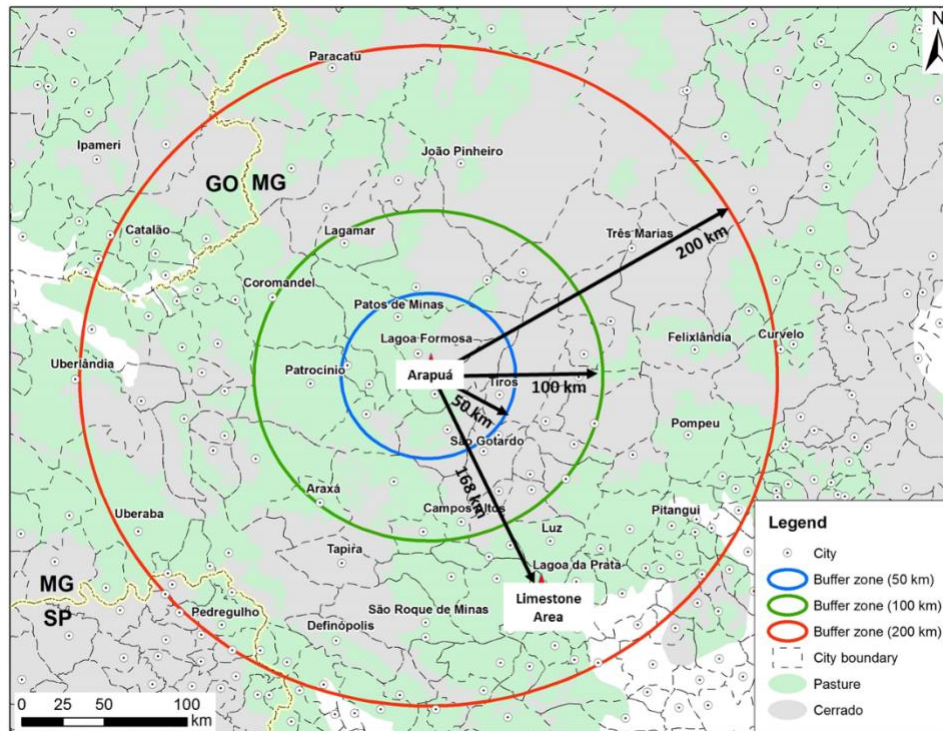 N
Paracatu
Ipameri
João Pinheiro
GO MG
Catalão
Lagamar
Três Marias
200 km
Coromandel
Patos de Minas
Lagoa Formosa
Felixlândia
Curvelo
Uberlândia
Patrocínio
Arapuá
Tiros
100 km
50 km
São Gotardo
Pompeu
168 km
Araxá
Campos Altos
Uberaba
Luz
Pitangui
Tapira
Lagoa da Prata
MG
SP
Pedregulho
São Roque de Minas
Limestone
Area
Definópolis
0 25 50 100
km
Legend
City
Buffer zone (50 km)
Buffer zone (100 km)
Buffer zone (200 km)
City boundary
Pasture
Cerrado